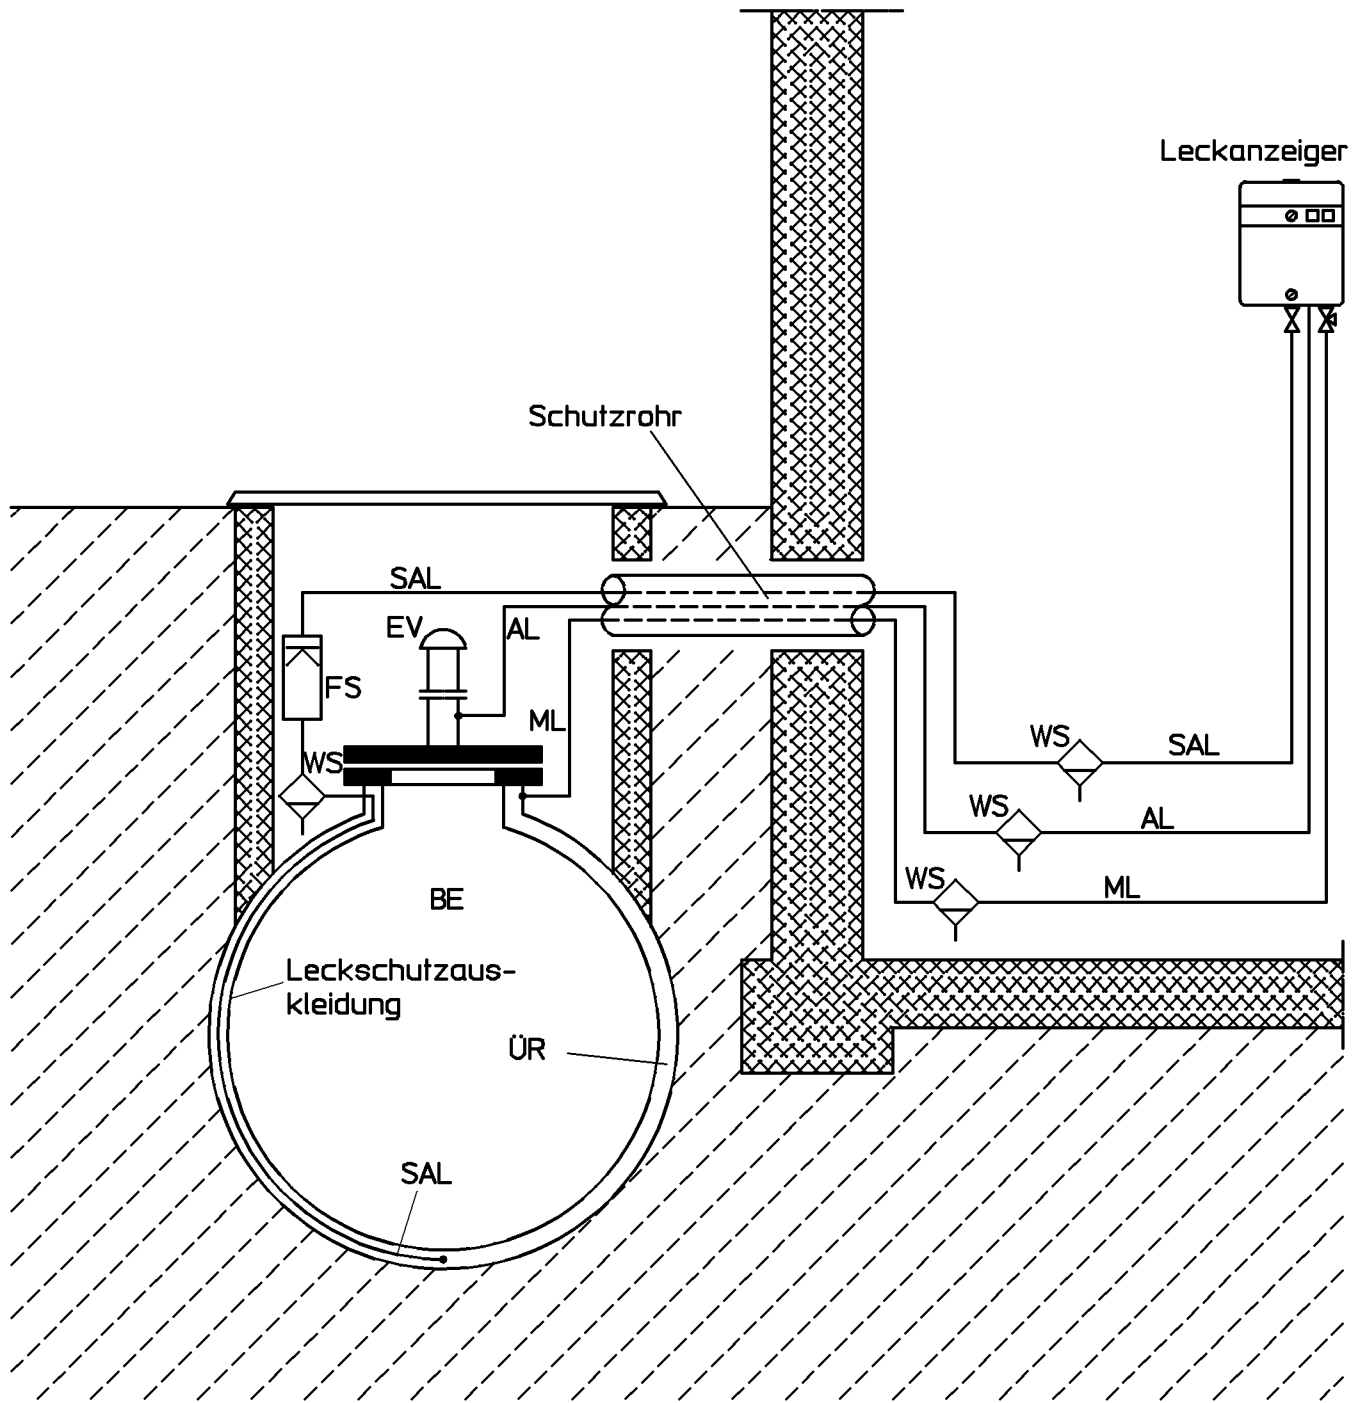 Leckanzeiger
Schutzrohr
SAL
EV
AL
FS
ML
WS
WS
SAL
WS
AL
WS
ML
BE
Leckschutzaus-
kleidung
ÜR
SAL